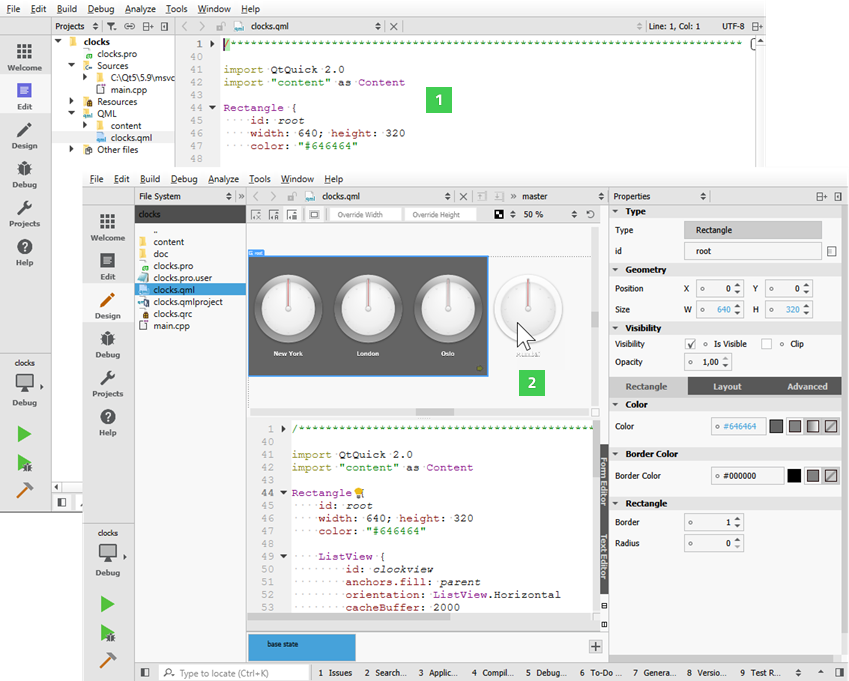 File Edit Build Debug Analyze Tools Window Help
Projects clocks.qml Line: 1, Col: 1 UTF-8
Welcome
Edit
Design
Debug
Projects
Help
clocks
Debug
clocks
clocks.pro
Sources
C:\Qt5\5.9\msvc
main.cpp
Resources
QML
content
clocks.qml
Other files
1 /****************************************************************************
40
41 import QtQuick 2.0
42 import "content" as Content
43
44 Rectangle {
45 id: root
46 width: 640; height: 320
47 color: "#646464"
48
1
File Edit Build Debug Analyze Tools Window Help
File System clocks.qml master Properties
Welcome
Edit
Design
Debug
Projects
Help
clocks
Debug
clocks
..
content
doc
clocks.pro
clocks.pro.user
clocks.qml
clocks.qmlproject
clocks.qrc
main.cpp
Override Width Override Height 50 %
root
New York London Oslo
2
1 /****************************************************
40
41 import QtQuick 2.0
42 import "content" as Content
43
44 Rectangle {
45 id: root
46 width: 640; height: 320
47 color: "#646464"
48
49 ListView {
50 id: clockview
51 anchors.fill: parent
52 orientation: ListView.Horizontal
53 cacheBuffer: 2000
Form Editor
Text Editor
base state
Type
Type Rectangle
id root
Geometry
Position X 0 Y 0
Size W 640 H 320
Visibility
Visibility Is Visible Clip
Opacity 1,00
Rectangle Layout Advanced
Color
Color #646464
Border Color
Border Color #000000
Rectangle
Border 1
Radius 0
Type to locate (Ctrl+K) 1 Issues 2 Search... 3 Applic... 4 Compil... 5 Debug... 6 To-Do ... 7 Genera... 8 Versio... 9 Test R...